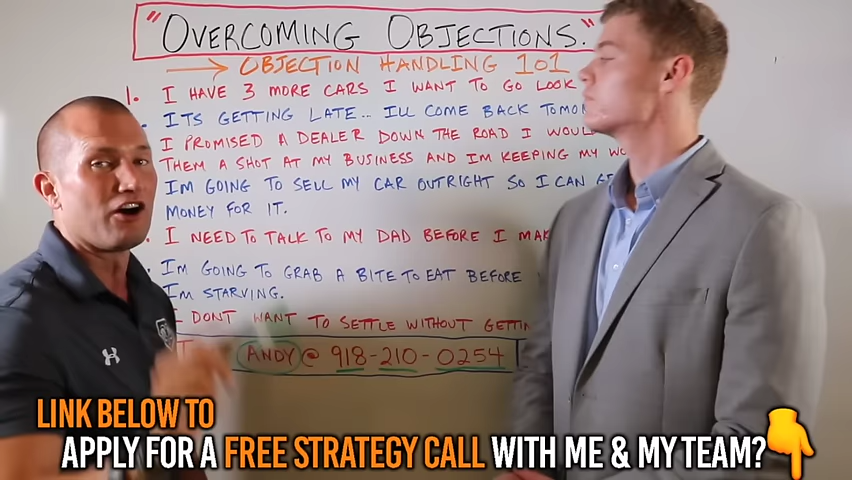 "OVERCOMING OBJECTIONS."
→ OBJECTION HANDLING 101
1. I HAVE 3 MORE CARS I WANT TO GO LOOK
ITS GETTING LATE... ILL COME BACK
I PROMISED A DEALER DOWN THE ROAD I WOUL
THEM A SHOT AT MY BUSINESS AND IM KEEPING MY
IM GOING TO SELL MY CAR OUTRIGHT SO I CAN
MONEY FOR IT.
I NEED TO TALK TO MY DAD BEFORE I
IM GOING TO GRAB A BITE TO EAT BEFORE
IM STARVING.
I DONT WANT TO SETTLE WITHOUT
ANDY @ 918-210-0254
LINK BELOW TO
APPLY FOR A FREE STRATEGY CALL WITH ME & MY TEAM?